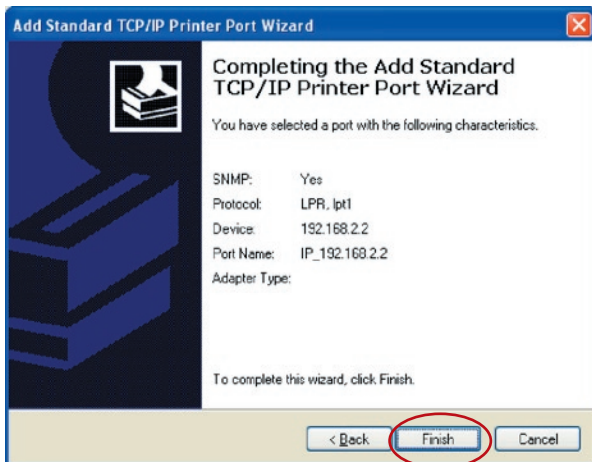 Add Standard TCP/IP Printer Port Wizard
Completing the Add Standard
TCP/IP Printer Port Wizard
You have selected a port with the following characteristics.
SNMP: Yes
Protocol: LPR, lpt1
Device: 192.168.2.2
Port Name: IP_192.168.2.2
Adapter Type:
To complete this wizard, click Finish.
< Back Finish Cancel